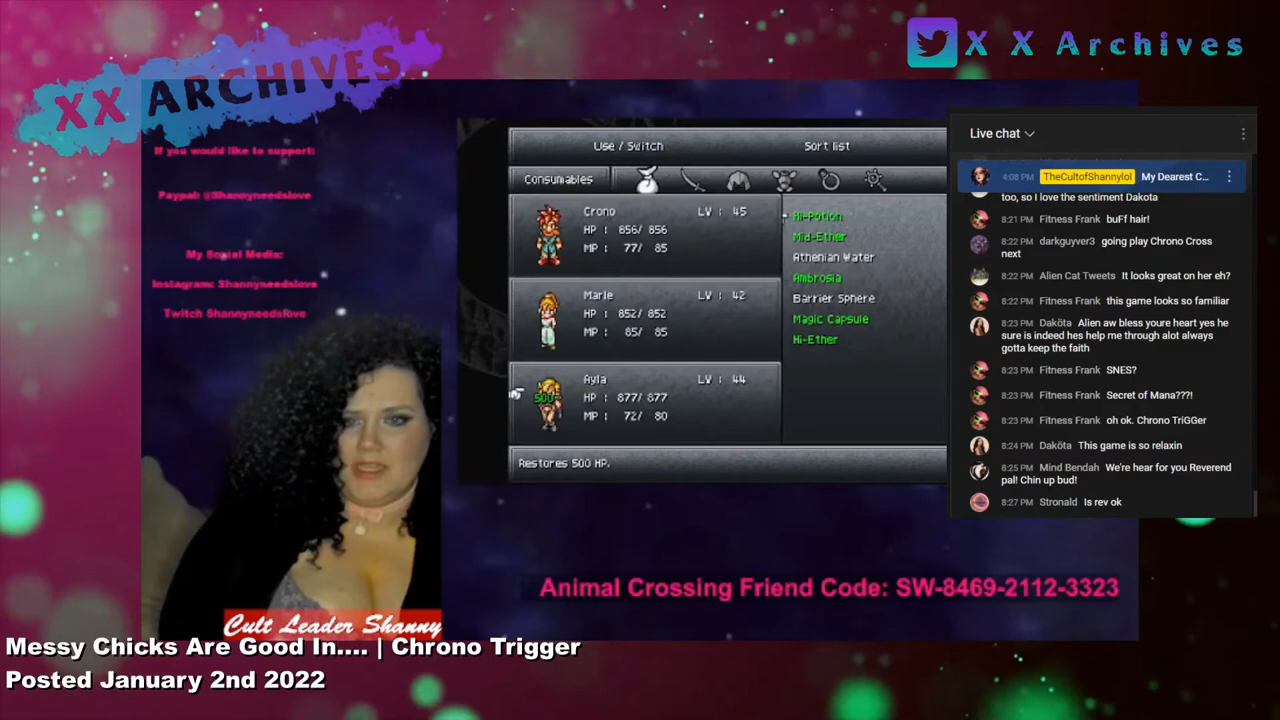 XX ARCHIVES
X X Archives
If you would like to support:
Paypal: @Shannyneedslove
My Social Media:
Instagram: Shannyneedslove
Twitch ShannyneedsRove
Use / Switch
Sort list
Consumables
Crono LV : 45
HP : 856/ 856
MP : 77/ 85
Marle LV : 42
HP : 852/ 852
MP : 85/ 85
Ayla LV : 44
HP : 877/ 877
MP : 72/ 80
500
Hi-Potion
Mid-Ether
Athenian Water
Ambrosia
Barrier Sphere
Magic Capsule
Hi-Ether
Restores 500 HP.
Live chat
4:08 PM TheCultofShannylol My Dearest C...
too, so I love the sentiment Dakota
8:21 PM Fitness Frank buFf hair!
8:22 PM darkguyver3 going play Chrono Cross
next
8:22 PM Alien Cat Tweets It looks great on her eh?
8:22 PM Fitness Frank this game looks so familiar
8:23 PM Daköta Alien aw bless youre heart yes he
sure is indeed hes help me through alot always
gotta keep the faith
8:23 PM Fitness Frank SNES?
8:23 PM Fitness Frank Secret of Mana???!
8:23 PM Fitness Frank oh ok. Chrono TriGGer
8:24 PM Daköta This game is so relaxin
8:25 PM Mind Bendah We're hear for you Reverend
pal! Chin up bud!
8:27 PM Stronald Is rev ok
Animal Crossing Friend Code: SW-8469-2112-3323
Cult Leader Shanny
Messy Chicks Are Good In.... | Chrono Trigger
Posted January 2nd 2022